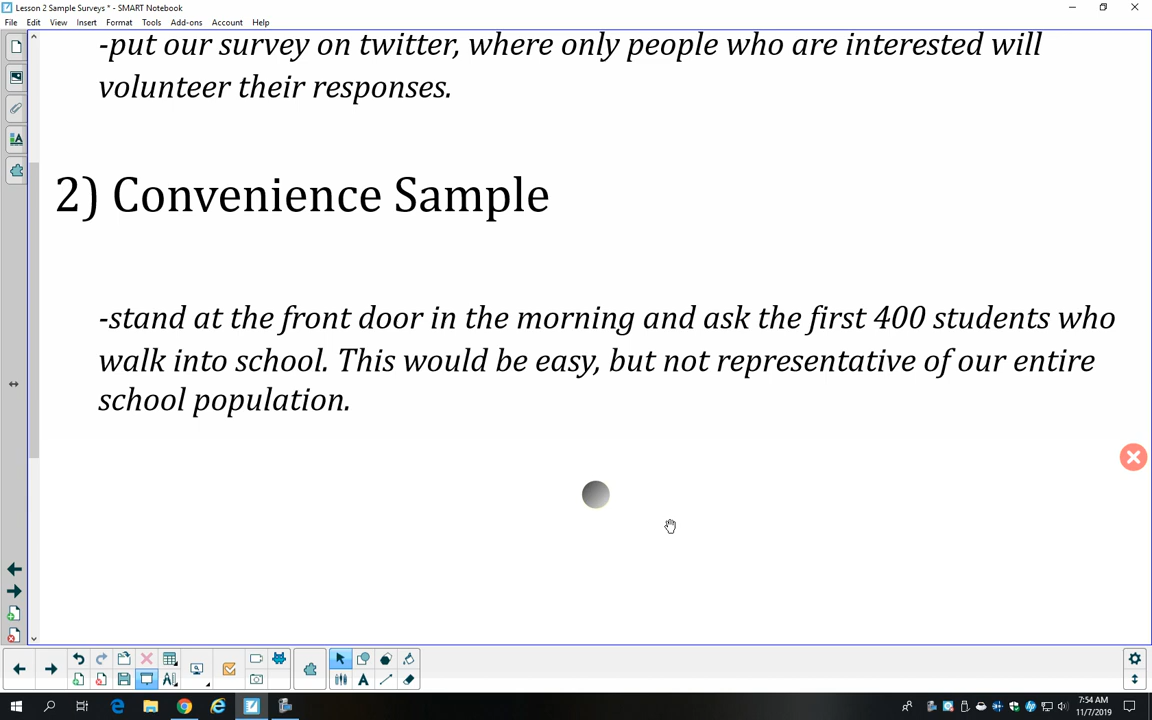 Lesson 2 Sample Surveys * - SMART Notebook
File Edit View Insert Format Tools Add-ons Account Help
-put our survey on twitter, where only people who are interested will
volunteer their responses.
2) Convenience Sample
-stand at the front door in the morning and ask the first 400 students who
walk into school. This would be easy, but not representative of our entire
school population.
7:54 AM
11/7/2019